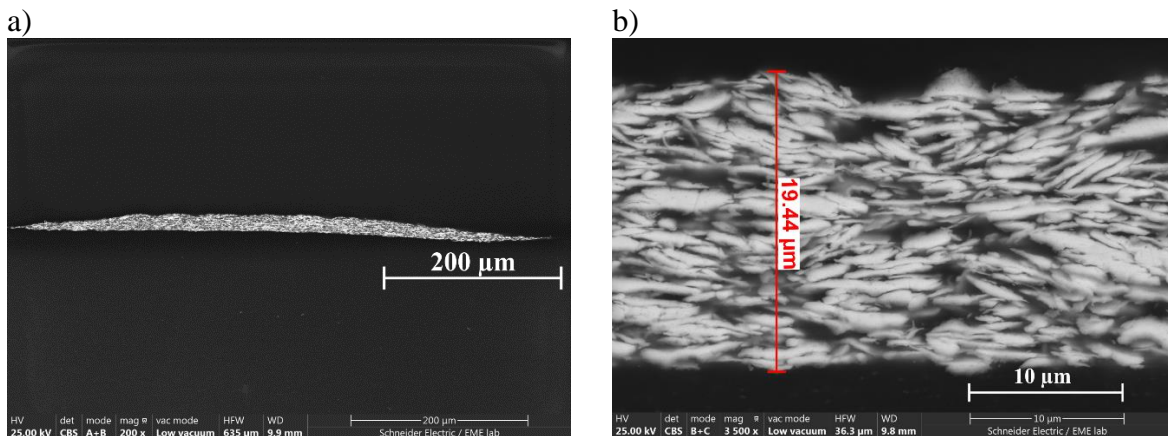 a)
200 µm
HV det mode mag vac mode HFW WD 200 µm
25.00 kV CBS A+B 200 x Low vacuum 635 µm 9.9 mm Schneider Electric / EME lab
b)
19.44 µm
10 µm
HV det mode mag vac mode HFW WD 10 µm
25.00 kV CBS B+C 3 500 x Low vacuum 36.3 µm 9.8 mm Schneider Electric / EME lab